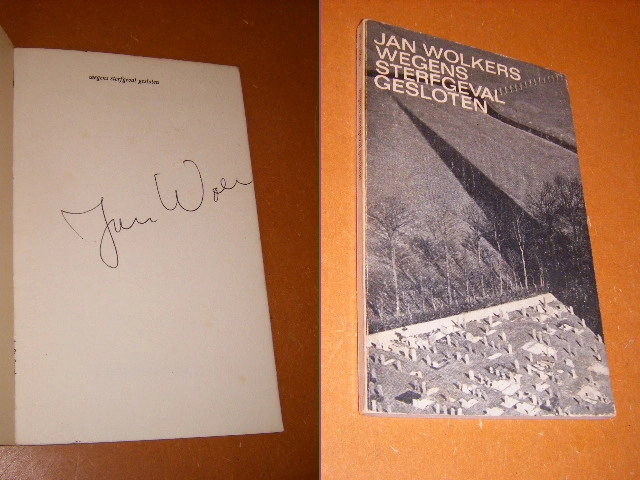 wegens sterfgeval gesloten
Jan Wol
JAN WOLKERS
WEGENS
STERFGEVAL
GESLOTEN